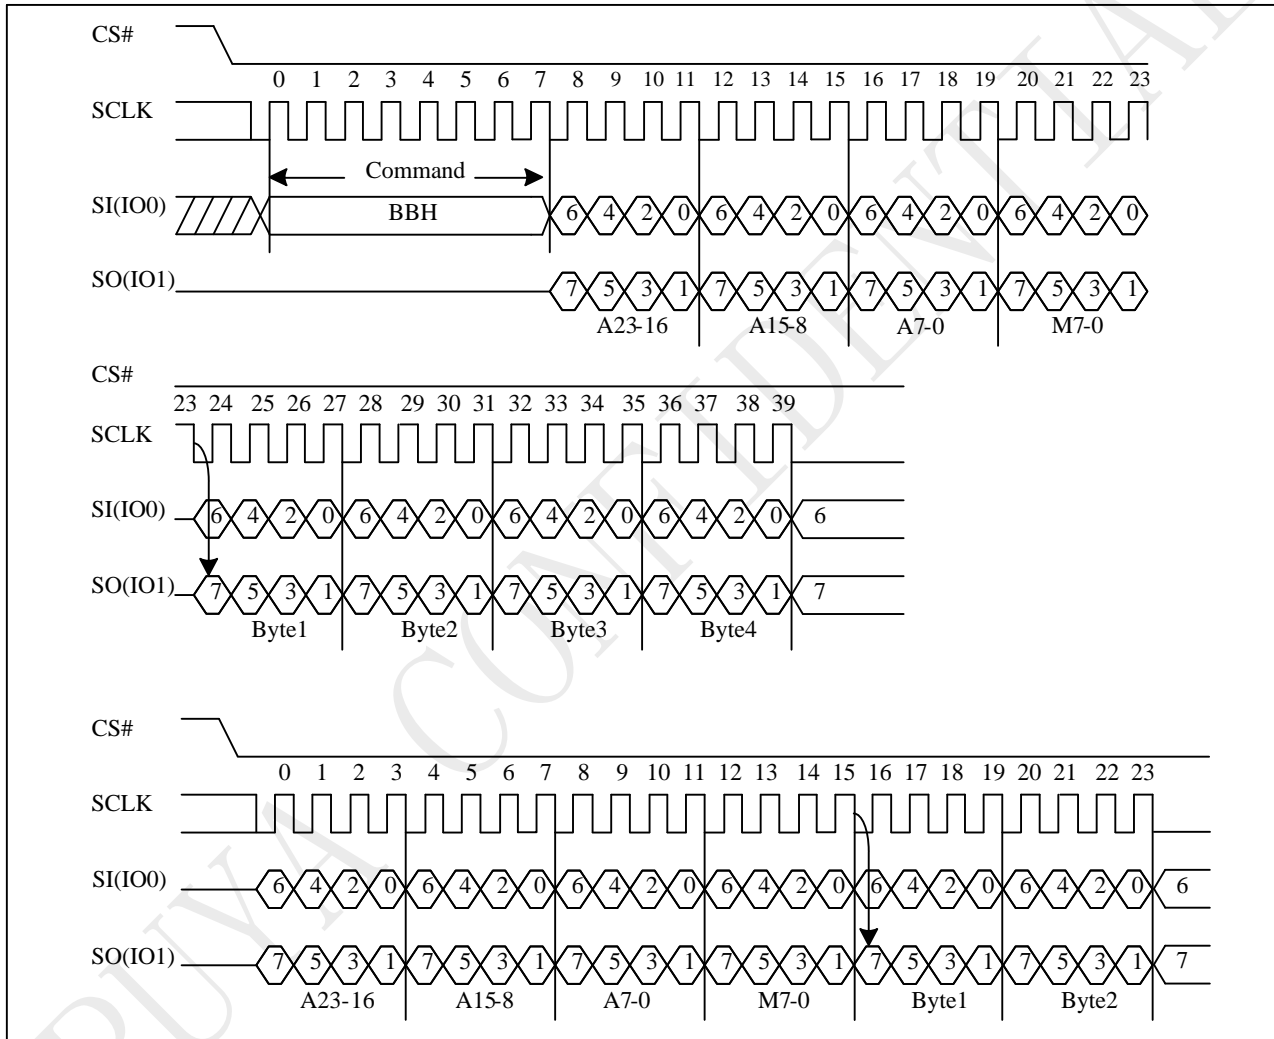 CS#
0 1 2 3 4 5 6 7 8 9 10 11 12 13 14 15 16 17 18 19 20 21 22 23
SCLK
Command
SI(IO0) BBH 6 4 2 0 6 4 2 0 6 4 2 0 6 4 2 0
SO(IO1) 7 5 3 1 7 5 3 1 7 5 3 1 7 5 3 1
A23-16 A15-8 A7-0 M7-0
CS#
23 24 25 26 27 28 29 30 31 32 33 34 35 36 37 38 39
SCLK
SI(IO0) 6 4 2 0 6 4 2 0 6 4 2 0 6 4 2 0 6
SO(IO1) 7 5 3 1 7 5 3 1 7 5 3 1 7 5 3 1 7
Byte1 Byte2 Byte3 Byte4
CS#
0 1 2 3 4 5 6 7 8 9 10 11 12 13 14 15 16 17 18 19 20 21 22 23
SCLK
SI(IO0) 6 4 2 0 6 4 2 0 6 4 2 0 6 4 2 0 6 4 2 0 6 4 2 0 6
SO(IO1) 7 5 3 1 7 5 3 1 7 5 3 1 7 5 3 1 7 5 3 1 7 5 3 1 7
A23-16 A15-8 A7-0 M7-0 Byte1 Byte2
PUYA CONFIDENTIAL